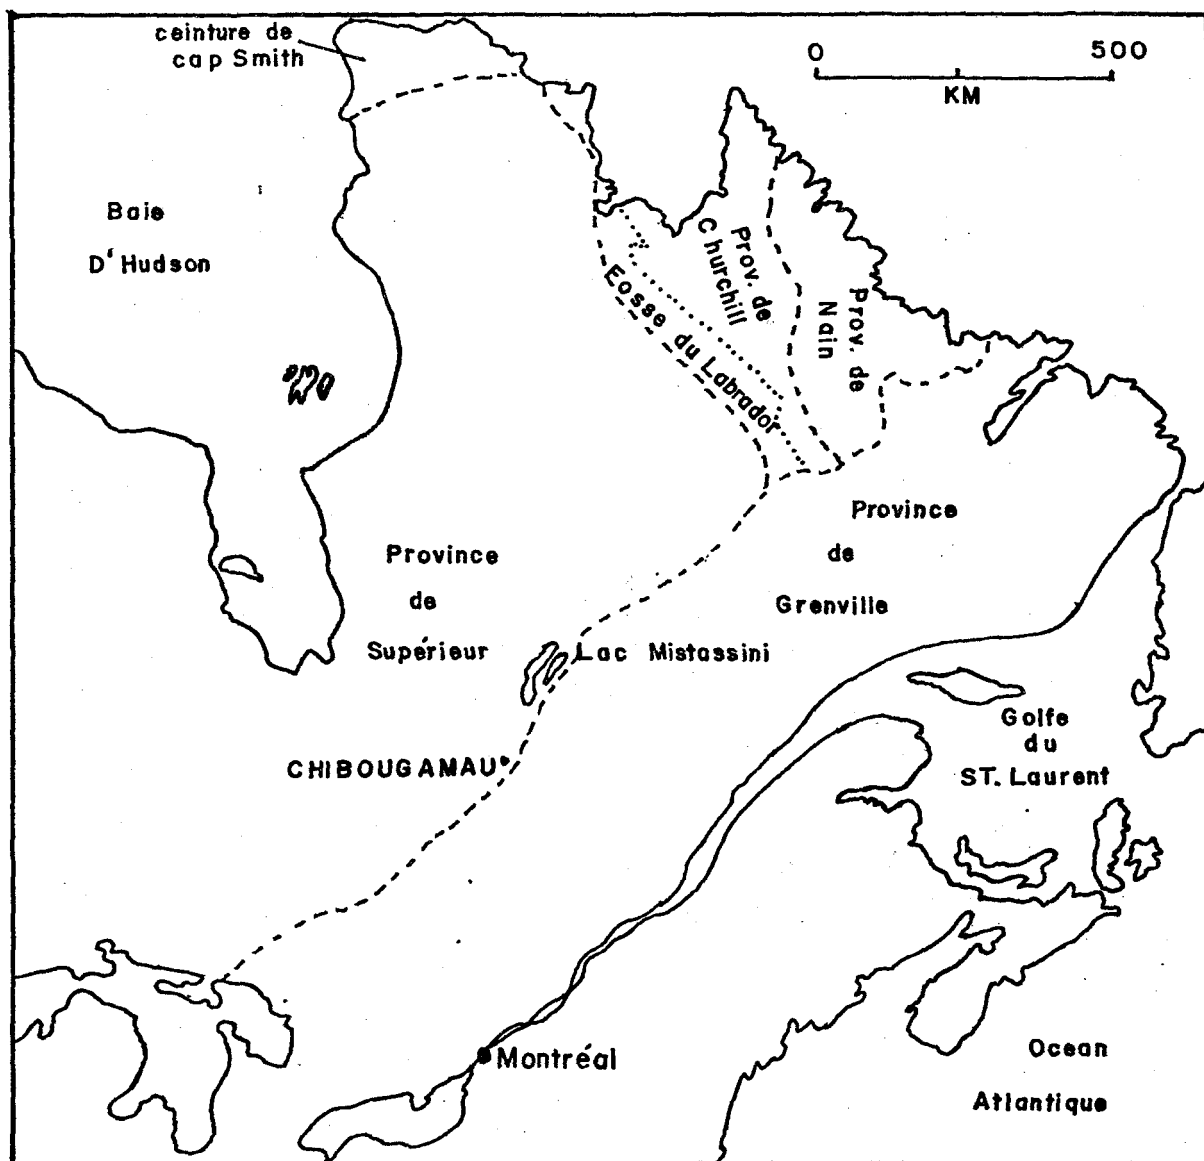 ceinture de
cap Smith
0 500
KM
Baie
D'Hudson
Prov. de
Churchill
Prov. de
Nain
Eosse du Labrador
Province
de
Grenville
Province
de
Supérieur
Lac Mistassini
Golfe
du
ST. Laurent
CHIBOUGAMAU
Montréal
Ocean
Atlantique